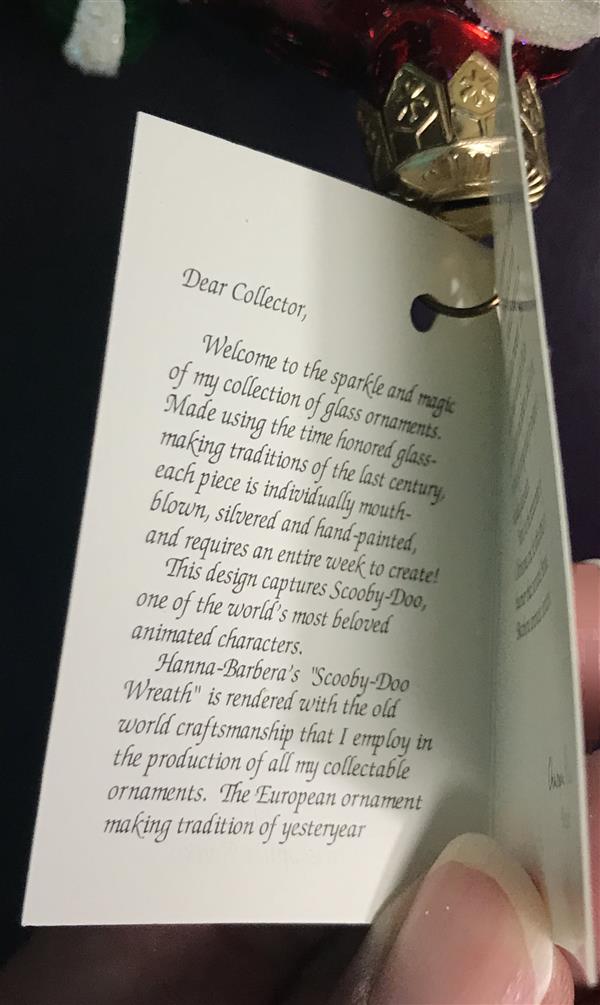 Dear Collector,
Welcome to the sparkle and magic
of my collection of glass ornaments.
Made using the time honored glass-
making traditions of the last century,
each piece is individually mouth-
blown, silvered and hand-painted,
and requires an entire week to create!
This design captures Scooby-Doo,
one of the world's most beloved
animated characters.
Hanna-Barbera's "Scooby-Doo
Wreath" is rendered with the old
world craftsmanship that I employ in
the production of all my collectable
ornaments. The European ornament
making tradition of yesteryear